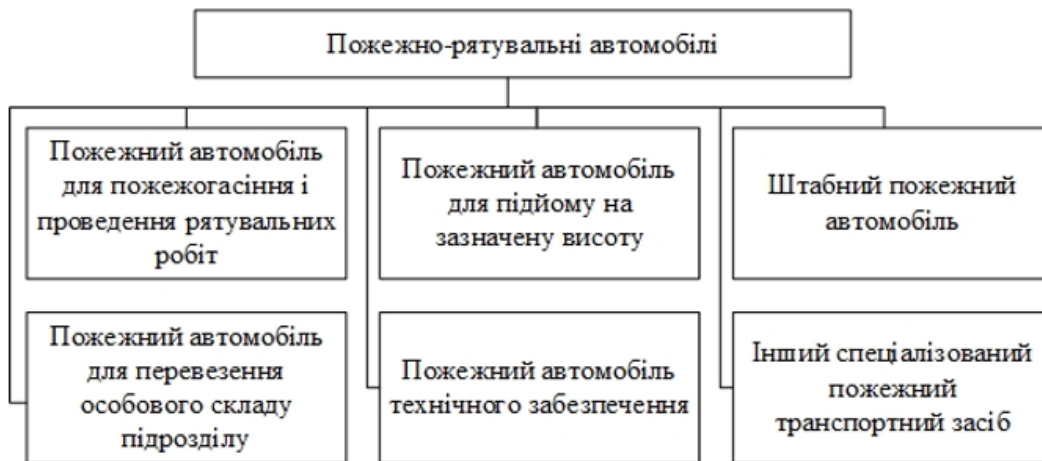 Пожежно-рятувальні автомобілі
Пожежний автомобіль
для пожежогасіння і
проведення рятувальних
робіт
Пожежний автомобіль
для підйому на
зазначену висоту
Штабний пожежний
автомобіль
Пожежний автомобіль
для перевезення
особового складу
підрозділу
Пожежний автомобіль
технічного забезпечення
Інший спеціалізований
пожежний
транспортний засіб